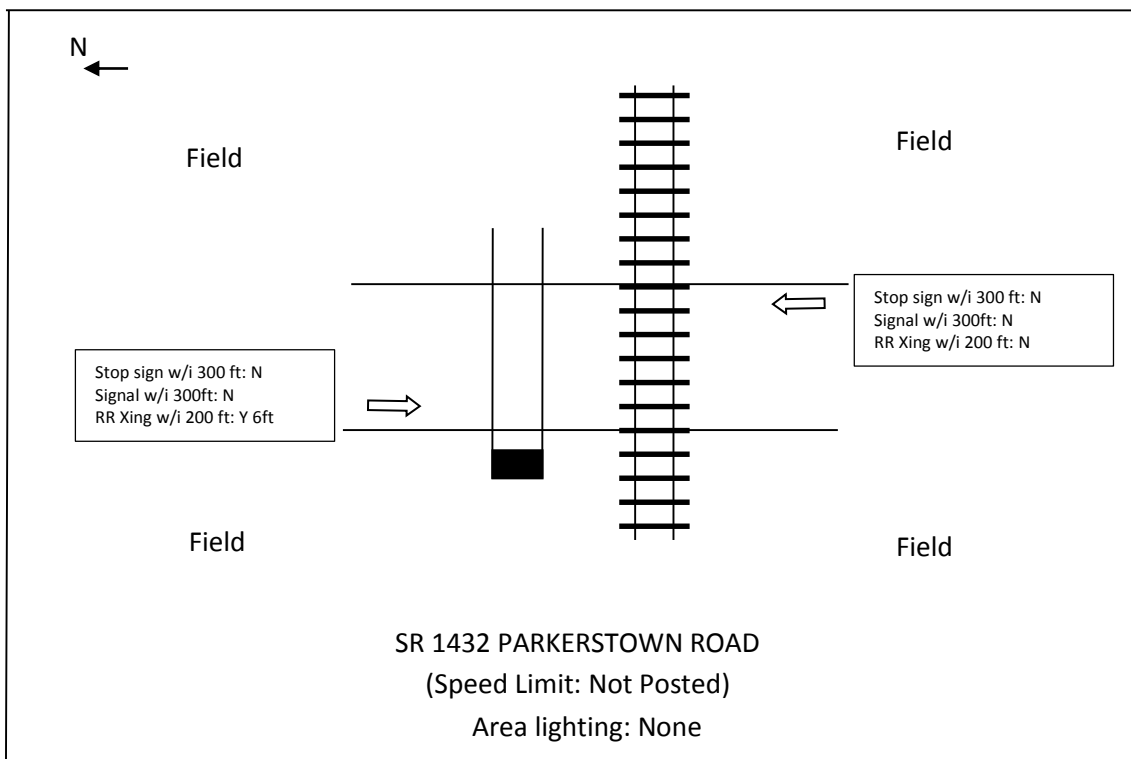 N
Field
Field
Stop sign w/i 300 ft: N
Signal w/i 300ft: N
RR Xing w/i 200 ft: N
Stop sign w/i 300 ft: N
Signal w/i 300ft: N
RR Xing w/i 200 ft: Y 6ft
Field
Field
SR 1432 PARKERSTOWN ROAD
(Speed Limit: Not Posted)
Area lighting: None